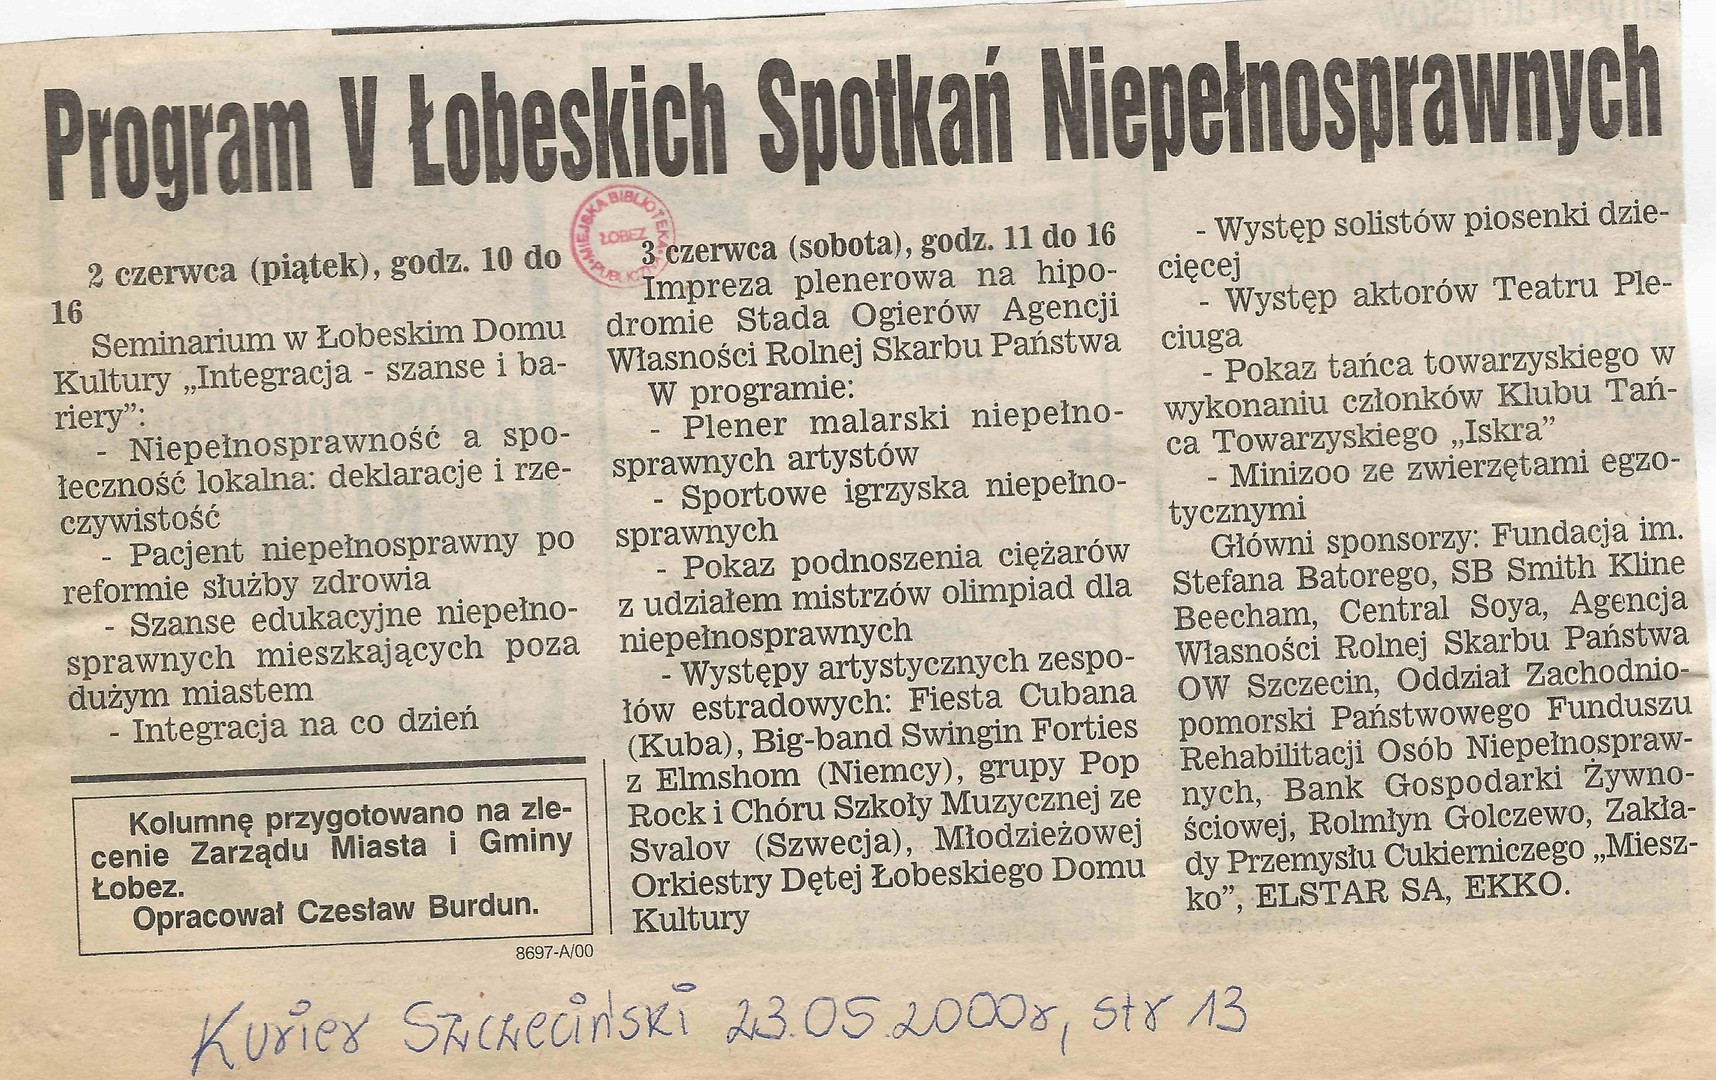 Program V Łobeskich Spotkań Niepełnosprawnych
2 czerwca (piątek), godz. 10 do
16
Seminarium w Łobeskim Domu
Kultury „Integracja - szanse i ba-
riery”:
- Niepełnosprawność a spo-
łeczność lokalna: deklaracje i rze-
czywistość
- Pacjent niepełnosprawny po
reformie służby zdrowia
- Szanse edukacyjne niepełno-
sprawnych mieszkających poza
dużym miastem
- Integracja na co dzień
Kolumnę przygotowano na zle-
cenie Zarządu Miasta i Gminy
Łobez.
Opracował Czesław Burdun.
8697-A/00
MIEJSKA BIBLIOTEKA
ŁOBEZ
PUBLICZNA
3 czerwca (sobota), godz. 11 do 16
Impreza plenerowa na hipo-
dromie Stada Ogierów Agencji
Własności Rolnej Skarbu Państwa
W programie:
- Plener malarski niepełno-
sprawnych artystów
- Sportowe igrzyska niepełno-
sprawnych
- Pokaz podnoszenia ciężarów
z udziałem mistrzów olimpiad dla
niepełnosprawnych
- Występy artystycznych zespo-
łów estradowych: Fiesta Cubana
(Kuba), Big-band Swingin Forties
z Elmshom (Niemcy), grupy Pop
Rock i Chóru Szkoły Muzycznej ze
Svalov (Szwecja), Młodzieżowej
Orkiestry Dętej Łobeskiego Domu
Kultury
- Występ solistów piosenki dzie-
cięcej
- Występ aktorów Teatru Ple-
ciuga
- Pokaz tańca towarzyskiego w
wykonaniu członków Klubu Tań-
ca Towarzyskiego „Iskra”
- Minizoo ze zwierzętami egzo-
tycznymi
Główni sponsorzy: Fundacja im.
Stefana Batorego, SB Smith Kline
Beecham, Central Soya, Agencja
Własności Rolnej Skarbu Państwa
OW Szczecin, Oddział Zachodnio-
pomorski Państwowego Funduszu
Rehabilitacji Osób Niepełnospraw-
nych, Bank Gospodarki Żywno-
ściowej, Rolmłyn Golczewo, Zakła-
dy Przemysłu Cukierniczego „Miesz-
ko”, ELSTAR SA, EKKO.
Kurier Szczeciński 23.05.2000r, str 13